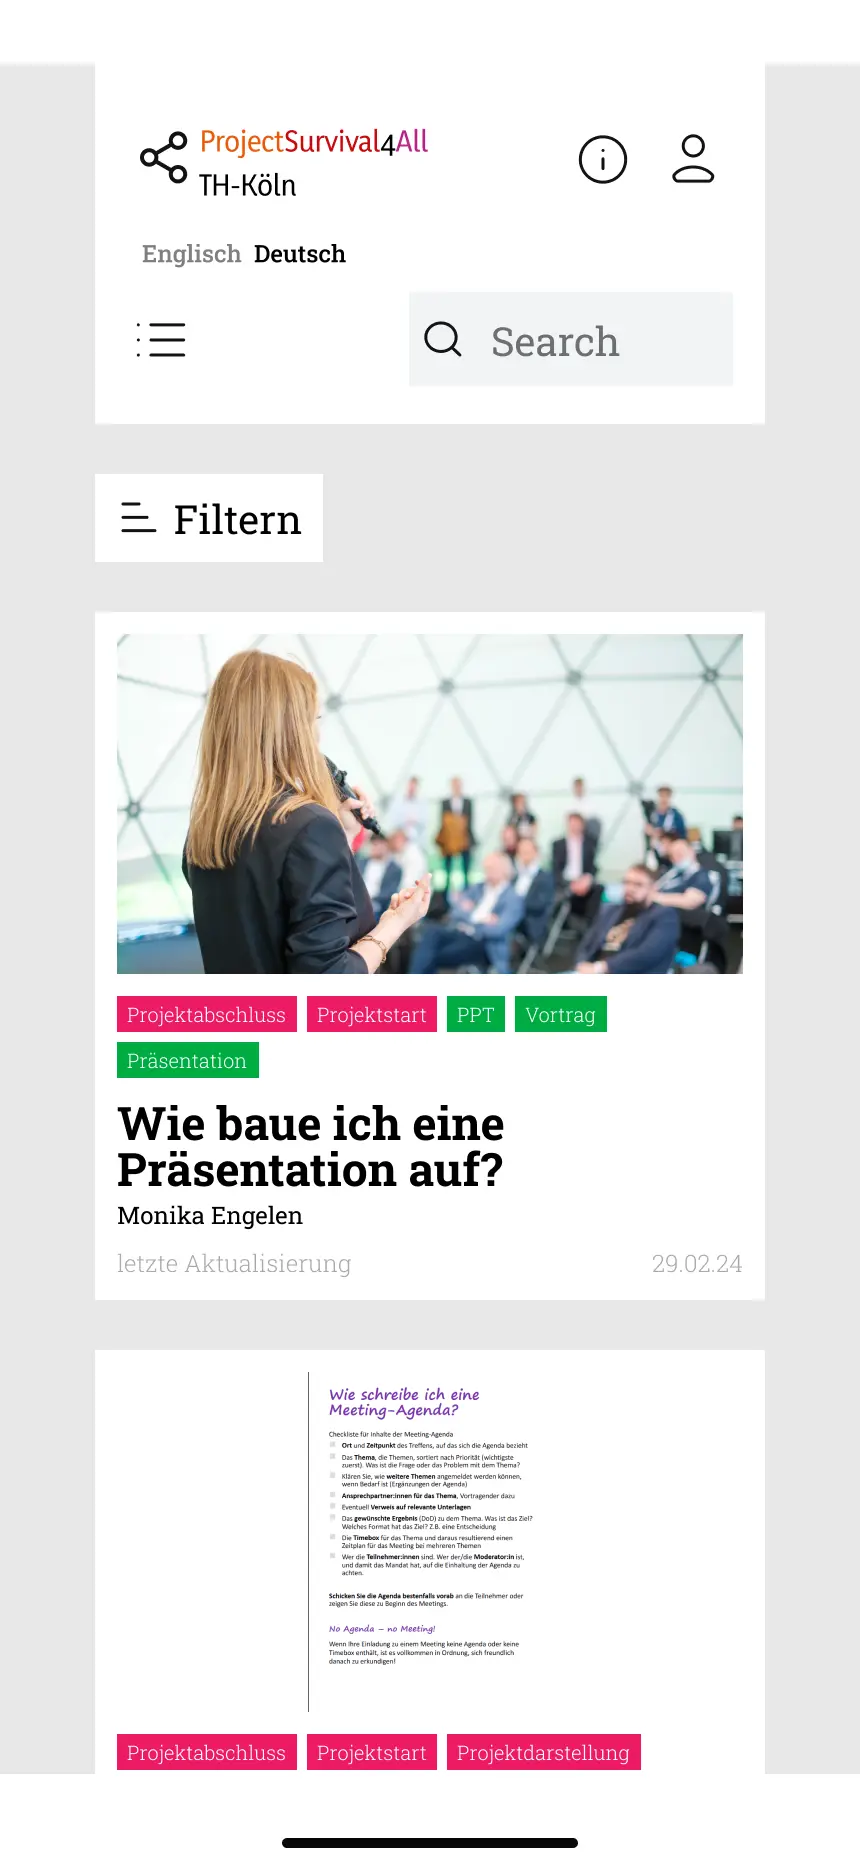 ProjectSurvival4All
TH-Köln
Englisch Deutsch
Search
Filtern
Projektabschluss Projektstart PPT Vortrag
Präsentation
Wie baue ich eine
Präsentation auf?
Monika Engelen
letzte Aktualisierung 29.02.24
Wie schreibe ich eine
Meeting-Agenda?
Checkliste für Inhalte der Meeting-Agenda
Ort und Zeitpunkt des Treffens, auf das sich die Agenda bezieht
Das Thema, die Themen, sortiert nach Priorität (wichtigste
zuerst). Was ist die Frage oder das Problem mit dem Thema?
Klären Sie, wie weitere Themen angemeldet werden können,
wenn Bedarf ist (Ergänzungen der Agenda)
Ansprechpartner:innen für das Thema, Vortragender dazu
Eventuell Verweis auf relevante Unterlagen
Das gewünschte Ergebnis (DoD) zu dem Thema. Was ist das Ziel?
Welches Format hat das Ziel? Z.B. eine Entscheidung
Die Timebox für das Thema und daraus resultierend einen
Zeitplan für das Meeting bei mehreren Themen
Wer die Teilnehmer:innen sind. Wer der/die Moderator:in ist,
und damit das Mandat hat, auf die Einhaltung der Agenda zu
achten.
Schicken Sie die Agenda bestenfalls vorab an die Teilnehmer oder
zeigen Sie diese zu Beginn des Meetings.
No Agenda – no Meeting!
Wenn Ihre Einladung zu einem Meeting keine Agenda oder keine
Timebox enthält, ist es vollkommen in Ordnung, sich freundlich
danach zu erkundigen!
Projektabschluss Projektstart Projektdarstellung